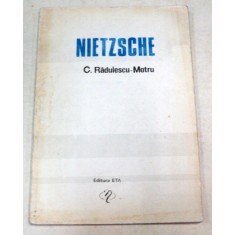 NIETZSCHE
C. Rădulescu-Motru
Editura ETA